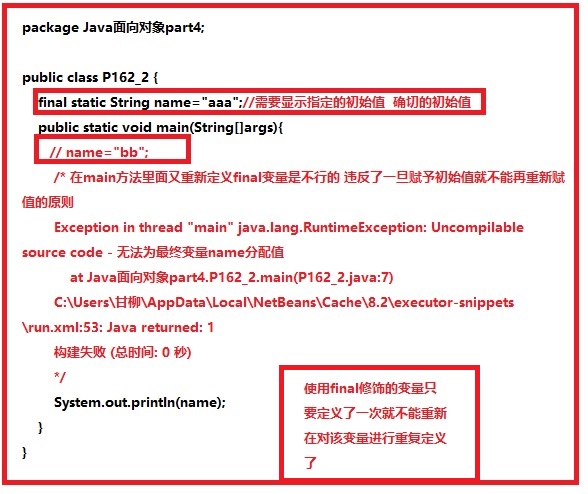 package Java面向对象part4;
public class P162_2 {
final static String name="aaa";//需要显示指定的初始值 确切的初始值
public static void main(String[]args){
// name="bb";
/* 在main方法里面又重新定义final变量是不行的 违反了一旦赋予初始值就不能再重新赋
值的原则
Exception in thread "main" java.lang.RuntimeException: Uncompilable
source code - 无法为最终变量name分配值
at Java面向对象part4.P162_2.main(P162_2.java:7)
C:\Users\甘柳\AppData\Local\NetBeans\Cache\8.2\executor-snippets
\run.xml:53: Java returned: 1
构建失败 (总时间: 0 秒)
*/
System.out.println(name);
}
}
使用final修饰的变量只
要定义了一次就不能重新
在对该变量进行重复定义
了